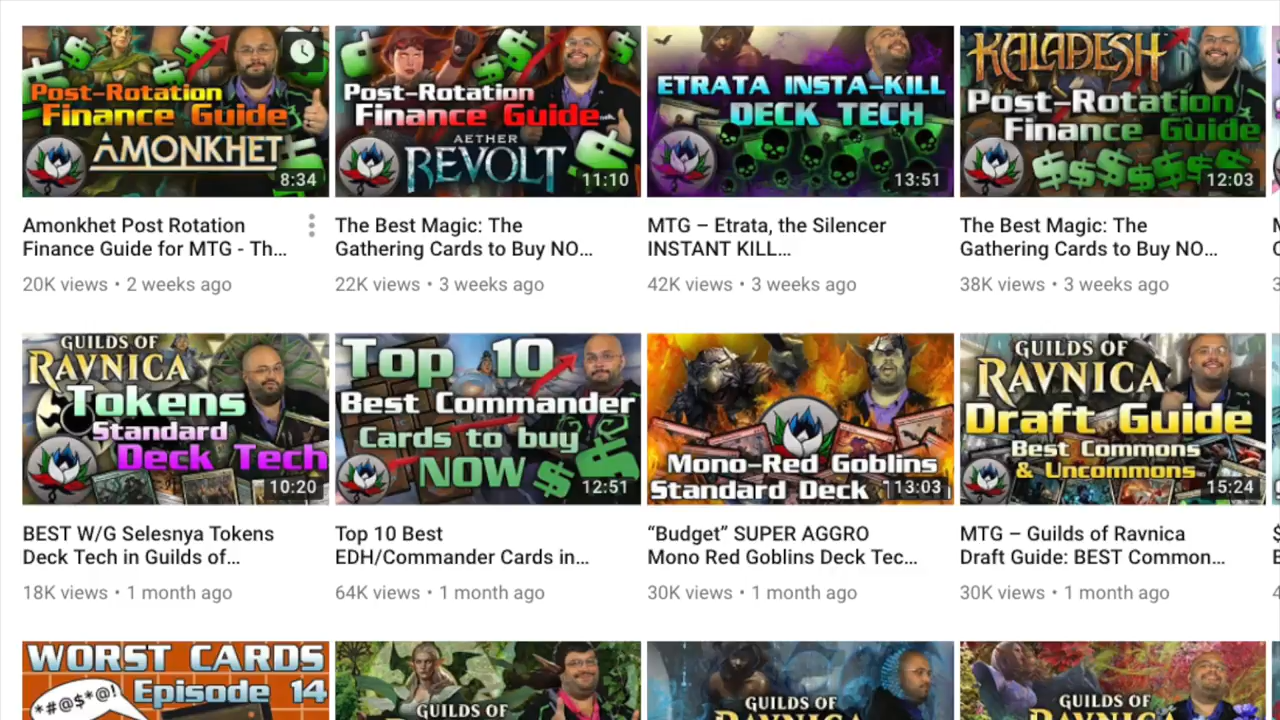 Post-Rotation
Finance Guide
AMONKHET
8:34
Post-Rotation
Finance Guide
AETHER
REVOLT
11:10
ETRATA INSTA-KILL
DECK TECH
13:51
KALADESH
Post-Rotation
Finance Guide
$$$$$$
12:03
Amonkhet Post Rotation
Finance Guide for MTG - Th...
20K views • 2 weeks ago
The Best Magic: The
Gathering Cards to Buy NO...
22K views • 3 weeks ago
MTG – Etrata, the Silencer
INSTANT KILL...
42K views • 3 weeks ago
The Best Magic: The
Gathering Cards to Buy NO...
38K views • 3 weeks ago
GUILDS OF
RAVNICA
Tokens
Standard
Deck Tech
10:20
Top 10
Best Commander
Cards to buy
NOW $
12:51
Mono-Red Goblins
Standard Deck
13:03
GUILDS OF
RAVNICA
Draft Guide
Best Commons
& Uncommons
15:24
BEST W/G Selesnya Tokens
Deck Tech in Guilds of...
18K views • 1 month ago
Top 10 Best
EDH/Commander Cards in...
64K views • 1 month ago
“Budget” SUPER AGGRO
Mono Red Goblins Deck Tec...
30K views • 1 month ago
MTG – Guilds of Ravnica
Draft Guide: BEST Common...
30K views • 1 month ago
WORST CARDS
Episode 14
*#@$*@!
GUILDS OF
GUILDS OF
RAVNICA
GUILDS OF
RAVNICA